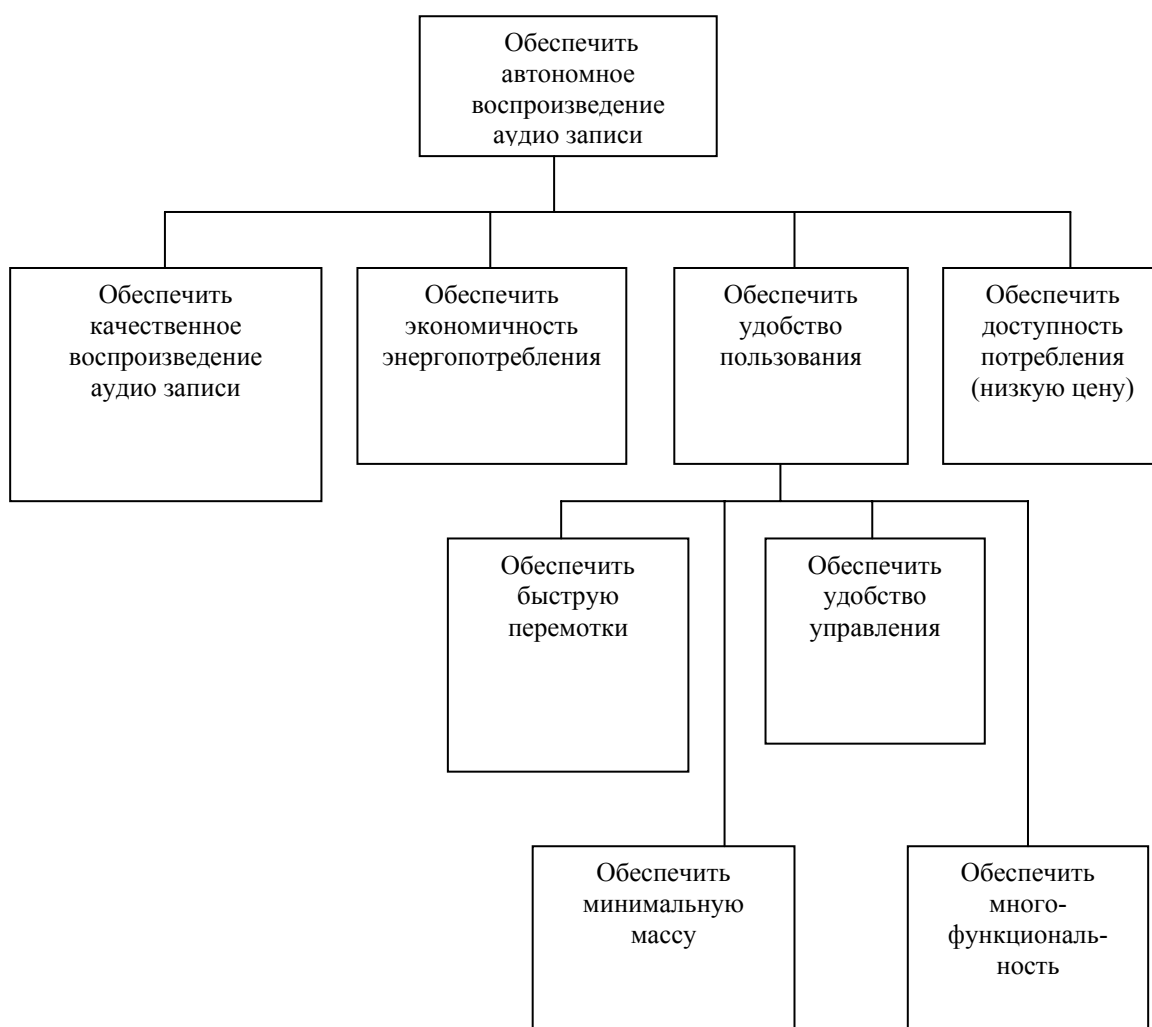 Обеспечить
автономное
воспроизведение
аудио записи
Обеспечить
качественное
воспроизведение
аудио записи
Обеспечить
экономичность
энергопотребления
Обеспечить
удобство
пользования
Обеспечить
доступность
потребления
(низкую цену)
Обеспечить
быструю
перемотки
Обеспечить
удобство
управления
Обеспечить
минимальную
массу
Обеспечить
много-
функциональ-
ность